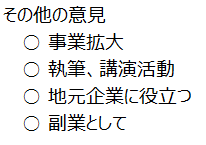 その他の意見
○ 事業拡大
○ 執筆、講演活動
○ 地元企業に役立つ
○ 副業として